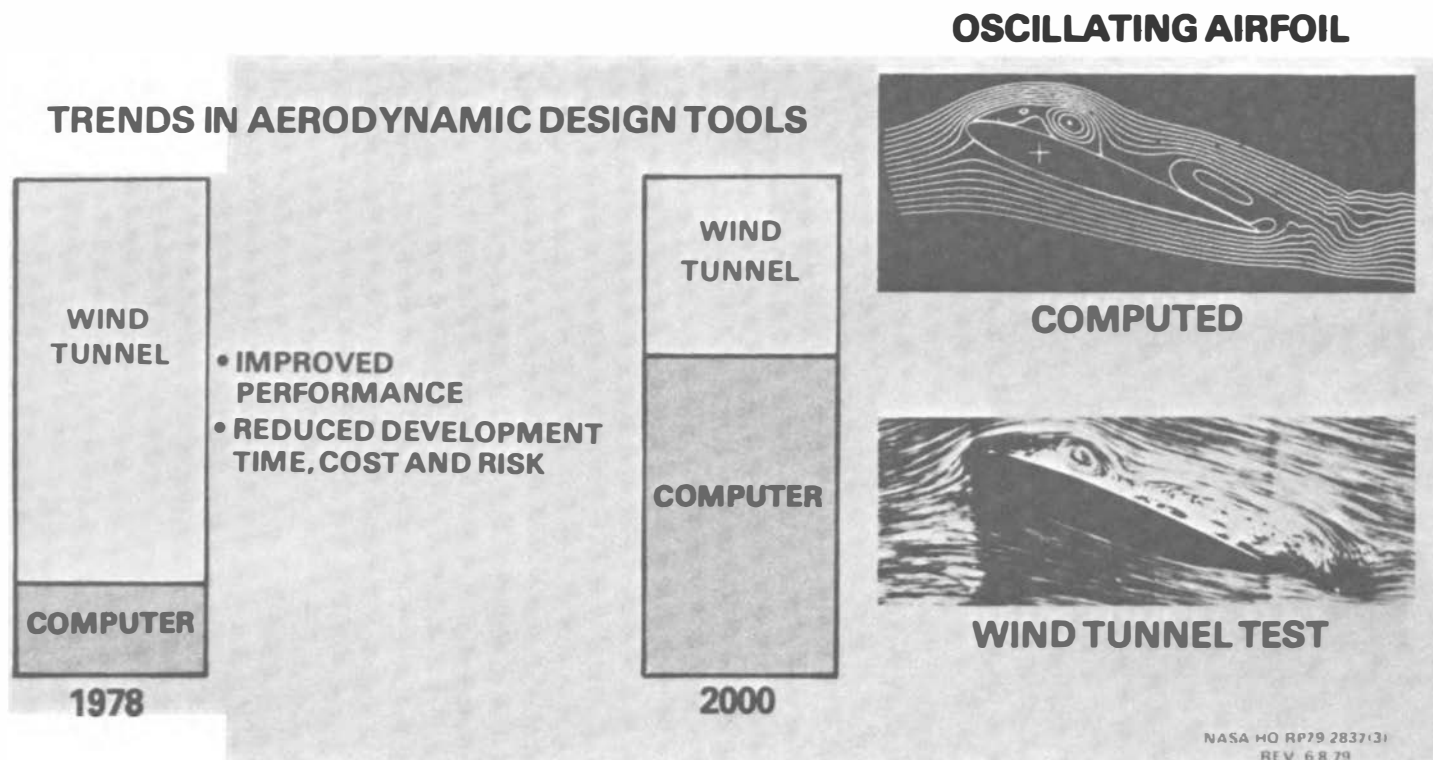 OSCILLATING AIRFOIL
TRENDS IN AERODYNAMIC DESIGN TOOLS
WIND
TUNNEL
COMPUTER
1978
• IMPROVED
PERFORMANCE
• REDUCED DEVELOPMENT
TIME, COST AND RISK
WIND
TUNNEL
COMPUTER
2000
COMPUTED
WIND TUNNEL TEST
NASA HQ RP79 2837(3)
REV. 6.8.79